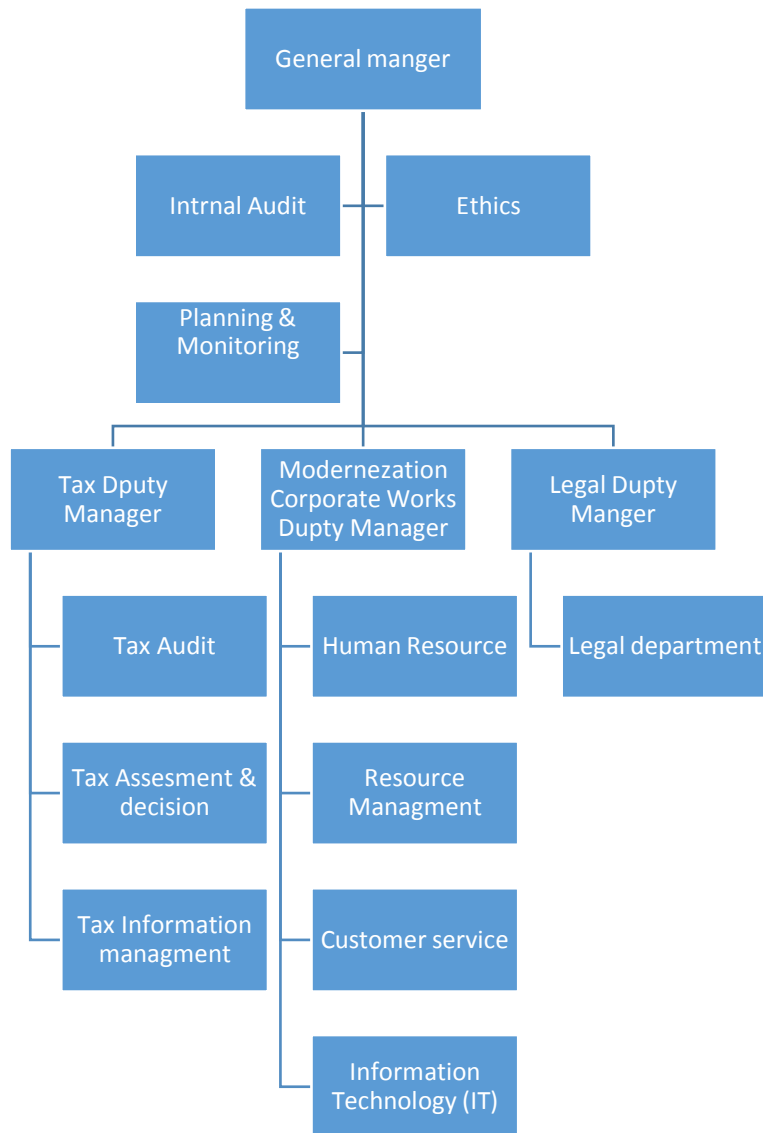 General manger
Intrnal Audit
Ethics
Planning &
Monitoring
Tax Dputy
Manager
Modernezation
Corporate Works
Dupty Manager
Legal Dupty
Manger
Tax Audit
Human Resource
Legal department
Tax Assesment &
decision
Resource
Managment
Tax Information
managment
Customer service
Information
Technology (IT)